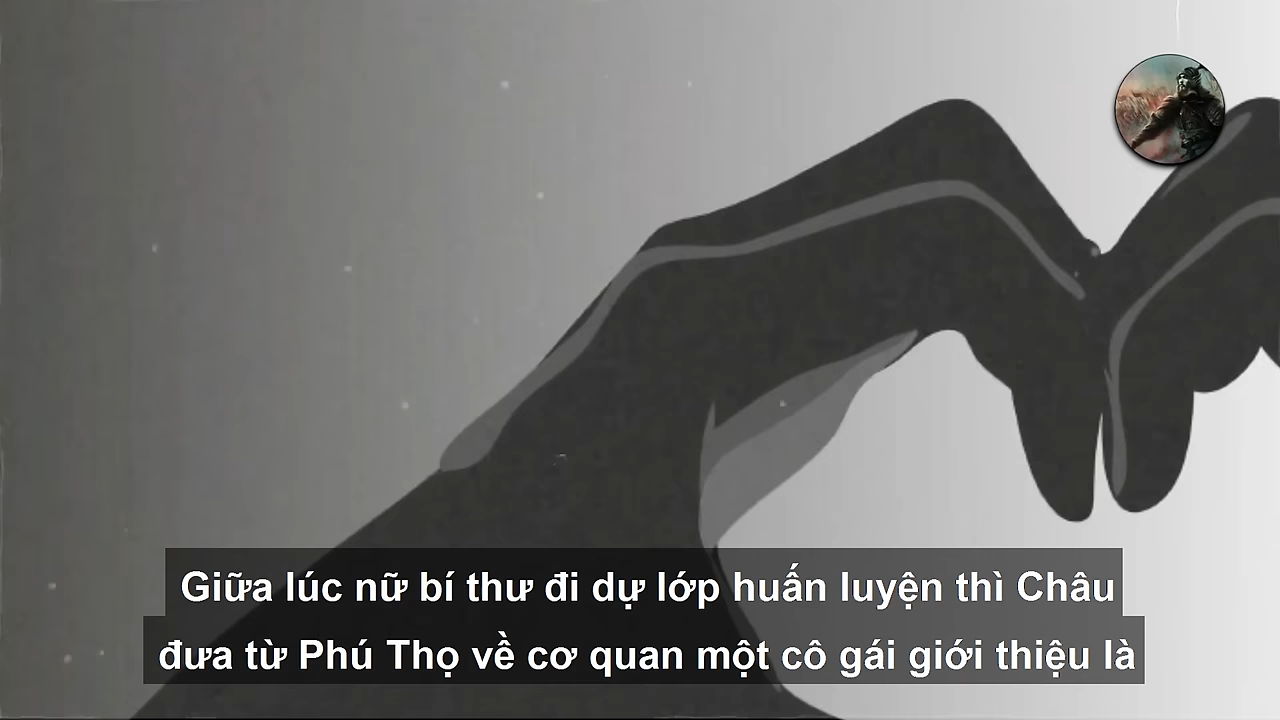 Giữa lúc nữ bí thư đi dự lớp huấn luyện thì Châu
đưa từ Phú Thọ về cơ quan một cô gái giới thiệu là